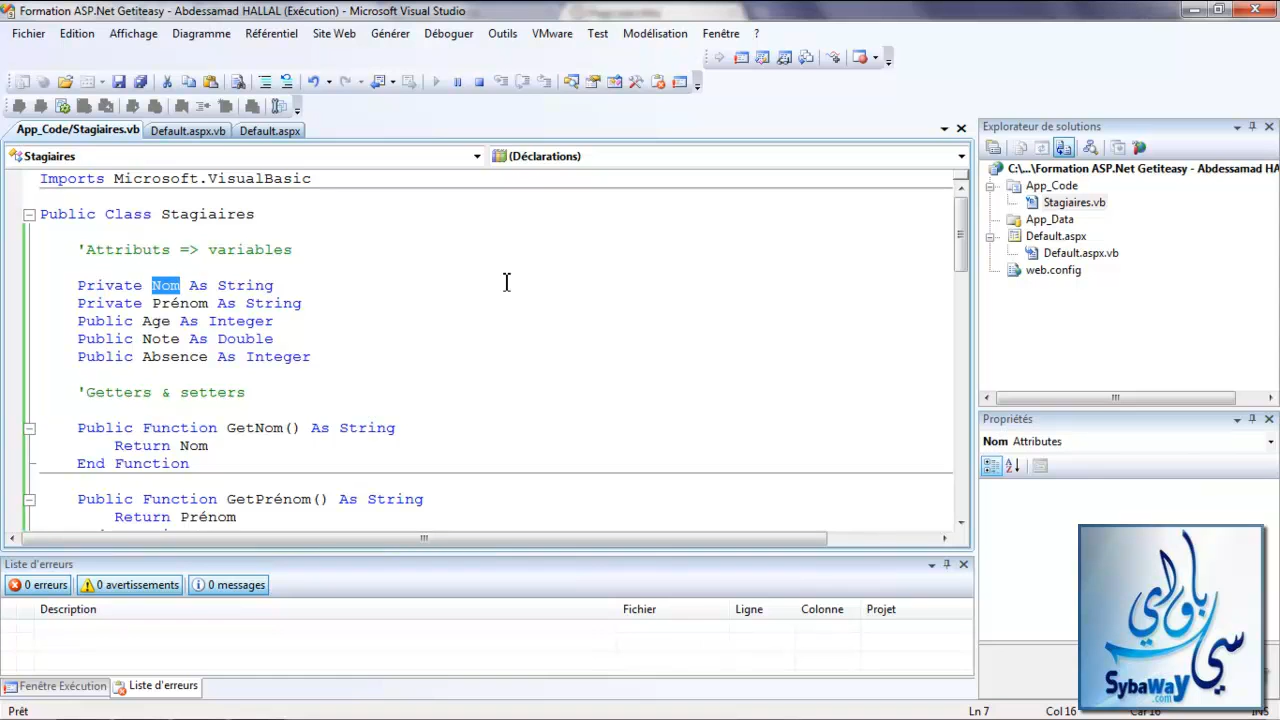 Formation ASP.Net Getiteasy - Abdessamad HALLAL (Exécution) - Microsoft Visual Studio
Fichier Edition Affichage Diagramme Référentiel Site Web Générer Déboguer Outils VMware Test Modélisation Fenêtre ?
App_Code/Stagiaires.vb Default.aspx.vb Default.aspx
Stagiaires (Déclarations)
Imports Microsoft.VisualBasic
Public Class Stagiaires
'Attributs => variables
Private Nom As String
Private Prénom As String
Public Age As Integer
Public Note As Double
Public Absence As Integer
'Getters & setters
Public Function GetNom() As String
Return Nom
End Function
Public Function GetPrénom() As String
Return Prénom
Explorateur de solutions
C:\...\Formation ASP.Net Getiteasy - Abdessamad HALLAL
App_Code
Stagiaires.vb
App_Data
Default.aspx
Default.aspx.vb
web.config
Propriétés
Nom Attributes
Liste d'erreurs
0 erreurs 0 avertissements 0 messages
Description Fichier Ligne Colonne Projet
Fenêtre Exécution Liste d'erreurs
Prêt Ln 7 Col 16
سي باو واي
SybaWay
.com